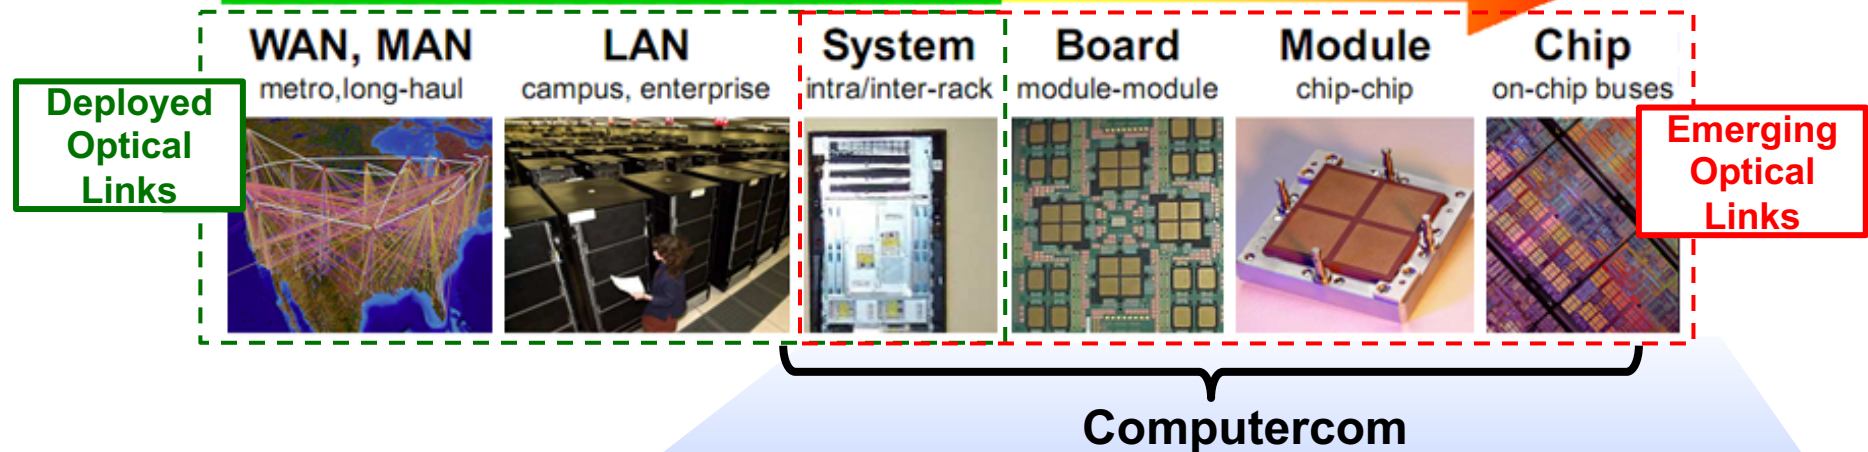 WAN, MAN
metro,long-haul
LAN
campus, enterprise
System
intra/inter-rack
Board
module-module
Module
chip-chip
Chip
on-chip buses
Deployed
Optical
Links
Emerging
Optical
Links
Computercom